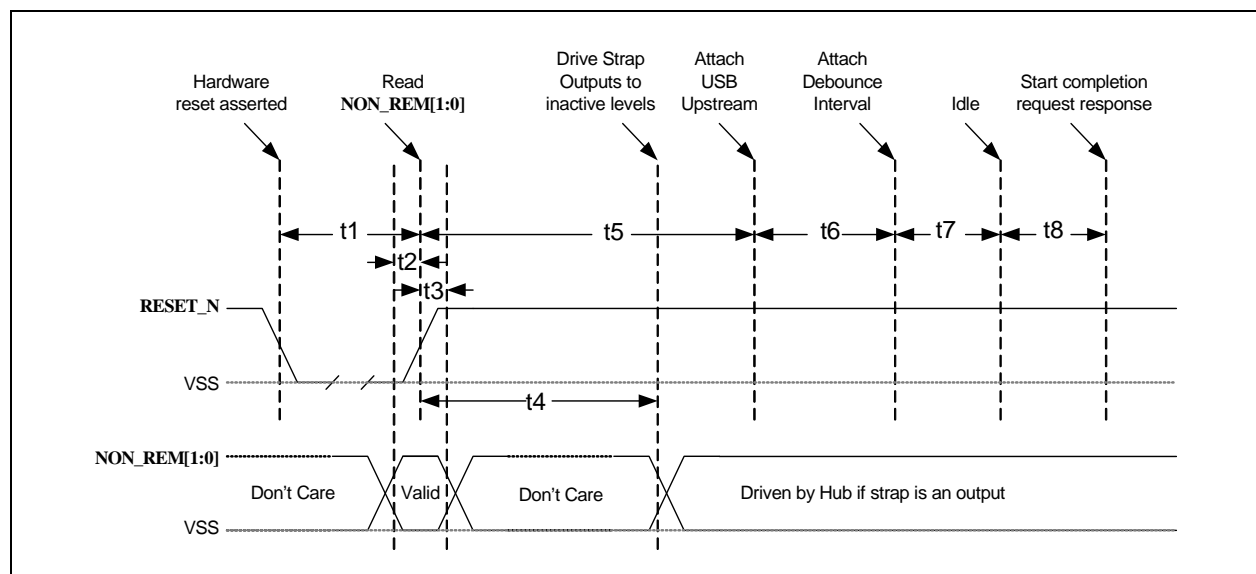 Hardware
reset asserted
Read
NON_REM[1:0]
Drive Strap
Outputs to
inactive levels
Attach
USB
Upstream
Attach
Debounce
Interval
Idle
Start completion
request response
t1
t5
t6
t7
t8
t2
t3
RESET_N
VSS
t4
NON_REM[1:0]
Don't Care
Valid
Don't Care
Driven by Hub if strap is an output
VSS